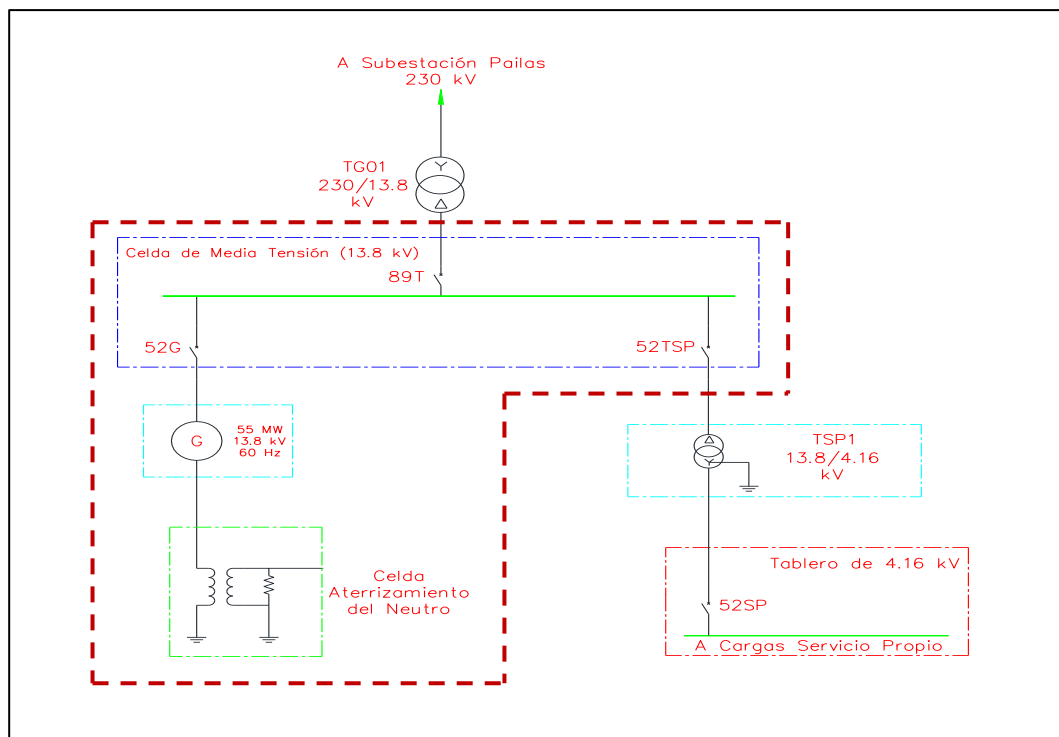 A Subestación Pailas
230 kV
TG01
230/13.8
kV
Celda de Media Tensión (13.8 kV)
89T
52G
52TSP
G
55 MW
13.8 kV
60 Hz
TSP1
13.8/4.16
kV
Celda
Aterrizamiento
del Neutro
Tablero de 4.16 kV
52SP
A Cargas Servicio Propio